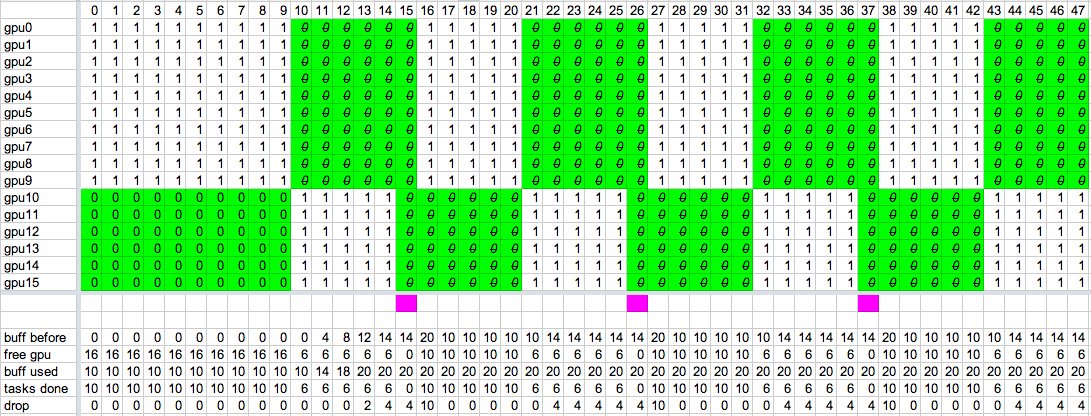 0 1 2 3 4 5 6 7 8 9 10 11 12 13 14 15 16 17 18 19 20 21 22 23 24 25 26 27 28 29 30 31 32 33 34 35 36 37 38 39 40 41 42 43 44 45 46 47
gpu0 1 1 1 1 1 1 1 1 1 1 0 0 0 0 0 0 1 1 1 1 1 0 0 0 0 0 0 1 1 1 1 1 0 0 0 0 0 0 1 1 1 1 1 0 0 0 0 0
gpu1 1 1 1 1 1 1 1 1 1 1 0 0 0 0 0 0 1 1 1 1 1 0 0 0 0 0 0 1 1 1 1 1 0 0 0 0 0 0 1 1 1 1 1 0 0 0 0 0
gpu2 1 1 1 1 1 1 1 1 1 1 0 0 0 0 0 0 1 1 1 1 1 0 0 0 0 0 0 1 1 1 1 1 0 0 0 0 0 0 1 1 1 1 1 0 0 0 0 0
gpu3 1 1 1 1 1 1 1 1 1 1 0 0 0 0 0 0 1 1 1 1 1 0 0 0 0 0 0 1 1 1 1 1 0 0 0 0 0 0 1 1 1 1 1 0 0 0 0 0
gpu4 1 1 1 1 1 1 1 1 1 1 0 0 0 0 0 0 1 1 1 1 1 0 0 0 0 0 0 1 1 1 1 1 0 0 0 0 0 0 1 1 1 1 1 0 0 0 0 0
gpu5 1 1 1 1 1 1 1 1 1 1 0 0 0 0 0 0 1 1 1 1 1 0 0 0 0 0 0 1 1 1 1 1 0 0 0 0 0 0 1 1 1 1 1 0 0 0 0 0
gpu6 1 1 1 1 1 1 1 1 1 1 0 0 0 0 0 0 1 1 1 1 1 0 0 0 0 0 0 1 1 1 1 1 0 0 0 0 0 0 1 1 1 1 1 0 0 0 0 0
gpu7 1 1 1 1 1 1 1 1 1 1 0 0 0 0 0 0 1 1 1 1 1 0 0 0 0 0 0 1 1 1 1 1 0 0 0 0 0 0 1 1 1 1 1 0 0 0 0 0
gpu8 1 1 1 1 1 1 1 1 1 1 0 0 0 0 0 0 1 1 1 1 1 0 0 0 0 0 0 1 1 1 1 1 0 0 0 0 0 0 1 1 1 1 1 0 0 0 0 0
gpu9 1 1 1 1 1 1 1 1 1 1 0 0 0 0 0 0 1 1 1 1 1 0 0 0 0 0 0 1 1 1 1 1 0 0 0 0 0 0 1 1 1 1 1 0 0 0 0 0
gpu10 0 0 0 0 0 0 0 0 0 0 1 1 1 1 1 0 0 0 0 0 0 1 1 1 1 1 0 0 0 0 0 0 1 1 1 1 1 0 0 0 0 0 0 1 1 1 1 1
gpu11 0 0 0 0 0 0 0 0 0 0 1 1 1 1 1 0 0 0 0 0 0 1 1 1 1 1 0 0 0 0 0 0 1 1 1 1 1 0 0 0 0 0 0 1 1 1 1 1
gpu12 0 0 0 0 0 0 0 0 0 0 1 1 1 1 1 0 0 0 0 0 0 1 1 1 1 1 0 0 0 0 0 0 1 1 1 1 1 0 0 0 0 0 0 1 1 1 1 1
gpu13 0 0 0 0 0 0 0 0 0 0 1 1 1 1 1 0 0 0 0 0 0 1 1 1 1 1 0 0 0 0 0 0 1 1 1 1 1 0 0 0 0 0 0 1 1 1 1 1
gpu14 0 0 0 0 0 0 0 0 0 0 1 1 1 1 1 0 0 0 0 0 0 1 1 1 1 1 0 0 0 0 0 0 1 1 1 1 1 0 0 0 0 0 0 1 1 1 1 1
gpu15 0 0 0 0 0 0 0 0 0 0 1 1 1 1 1 0 0 0 0 0 0 1 1 1 1 1 0 0 0 0 0 0 1 1 1 1 1 0 0 0 0 0 0 1 1 1 1 1
buff before 0 0 0 0 0 0 0 0 0 0 0 4 8 12 14 14 20 10 10 10 10 10 14 14 14 14 14 20 10 10 10 10 10 14 14 14 14 14 20 10 10 10 10 10 14 14 14 14
free gpu 16 16 16 16 16 16 16 16 16 16 6 6 6 6 6 0 10 10 10 10 10 6 6 6 6 6 0 10 10 10 10 10 6 6 6 6 6 0 10 10 10 10 10 6 6 6 6 6
buff used 10 10 10 10 10 10 10 10 10 10 10 14 18 20 20 20 20 20 20 20 20 20 20 20 20 20 20 20 20 20 20 20 20 20 20 20 20 20 20 20 20 20 20 20 20 20 20 20
tasks done 10 10 10 10 10 10 10 10 10 10 6 6 6 6 6 0 10 10 10 10 10 6 6 6 6 6 0 10 10 10 10 10 6 6 6 6 6 0 10 10 10 10 10 6 6 6 6 6
drop 0 0 0 0 0 0 0 0 0 0 0 0 0 2 4 4 10 0 0 0 0 0 4 4 4 4 4 10 0 0 0 0 0 4 4 4 4 4 10 0 0 0 0 0 4 4 4 4